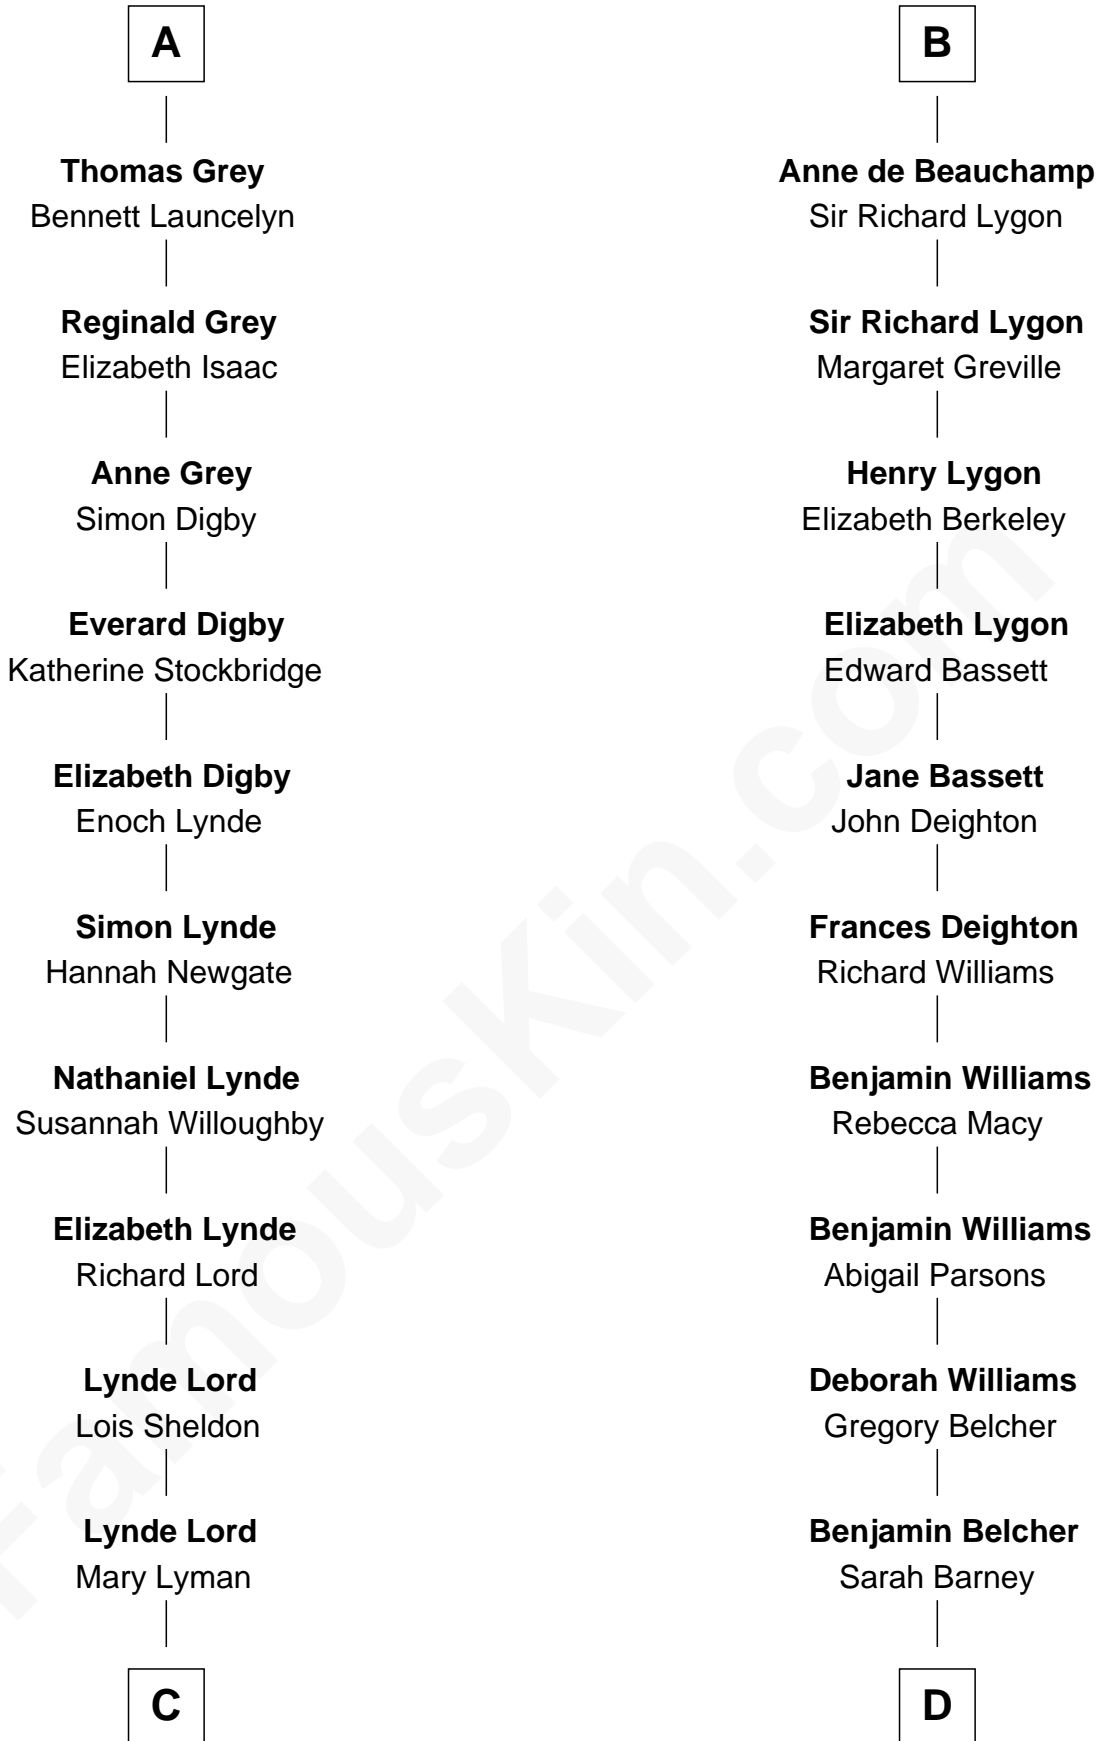 A
Thomas Grey
Bennett Launcelyn
Reginald Grey
Elizabeth Isaac
Anne Grey
Simon Digby
Everard Digby
Katherine Stockbridge
Elizabeth Digby
Enoch Lynde
Simon Lynde
Hannah Newgate
Nathaniel Lynde
Susannah Willoughby
Elizabeth Lynde
Richard Lord
Lynde Lord
Lois Sheldon
Lynde Lord
Mary Lyman
C
B
Anne de Beauchamp
Sir Richard Lygon
Sir Richard Lygon
Margaret Greville
Henry Lygon
Elizabeth Berkeley
Elizabeth Lygon
Edward Bassett
Jane Bassett
John Deighton
Frances Deighton
Richard Williams
Benjamin Williams
Rebecca Macy
Benjamin Williams
Abigail Parsons
Deborah Williams
Gregory Belcher
Benjamin Belcher
Sarah Barney
D
FamousKin.com